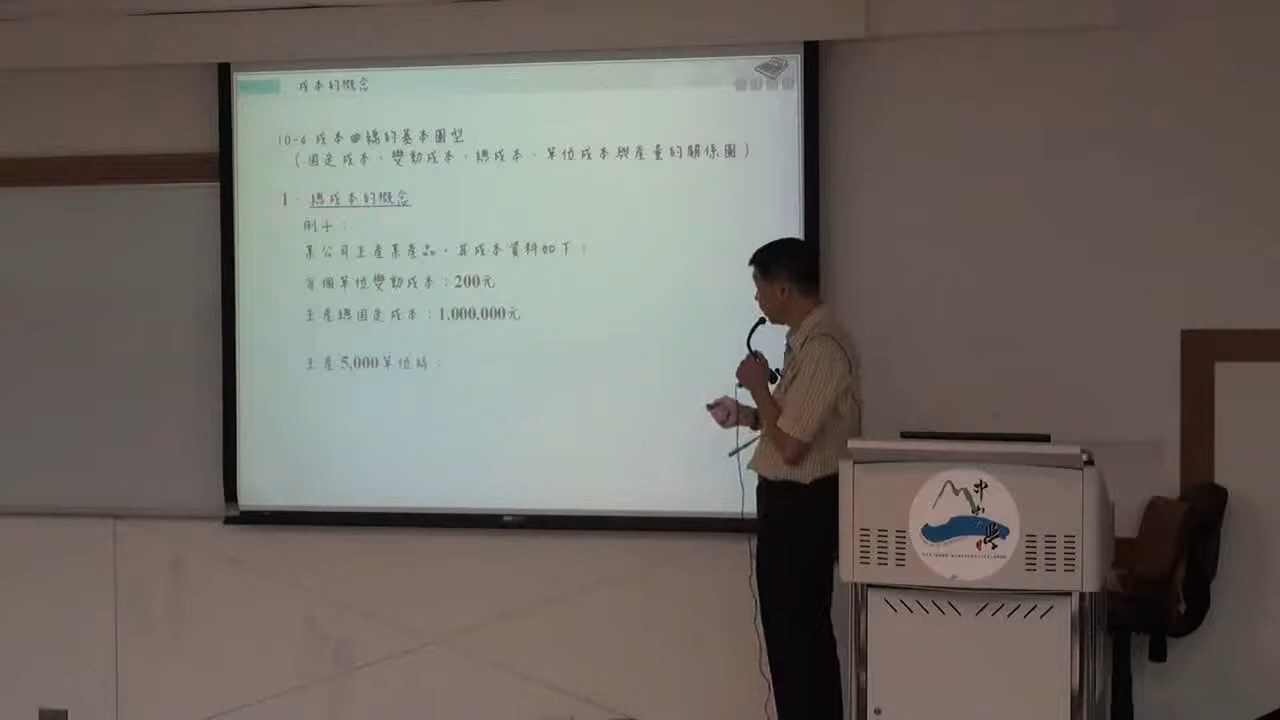 成本的概念
10-4 成本曲線的基本圖型
(固定成本、變動成本、總成本、單位成本與產量的關係圖)
1. 總成本的概念
例子:
某公司生產某產品,其成本資料如下:
每個單位變動成本:200元
生產總固定成本:1,000,000元
生產5,000單位時:
中山學